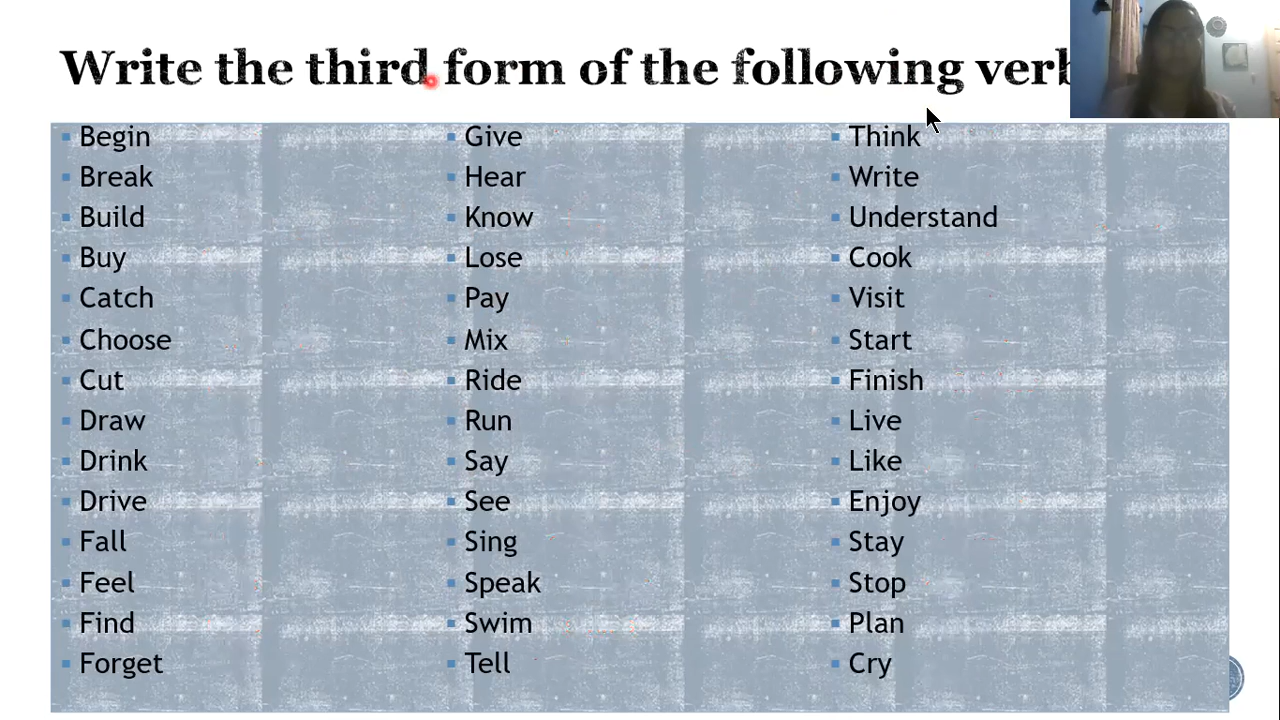 Write the third form of the following verb
Begin
Break
Build
Buy
Catch
Choose
Cut
Draw
Drink
Drive
Fall
Feel
Find
Forget
Give
Hear
Know
Lose
Pay
Mix
Ride
Run
Say
See
Sing
Speak
Swim
Tell
Think
Write
Understand
Cook
Visit
Start
Finish
Live
Like
Enjoy
Stay
Stop
Plan
Cry